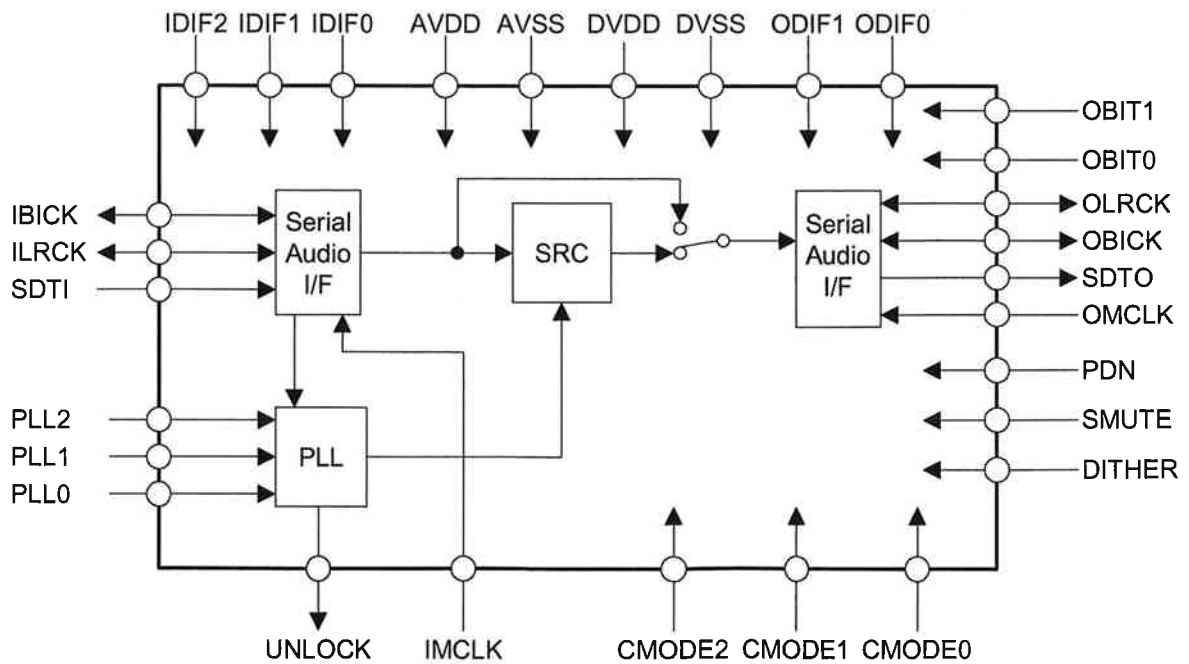 IDIF2 IDIF1 IDIF0 AVDD AVSS DVDD DVSS ODIF1 ODIF0
OBIT1
OBIT0
IBICK
ILRCK
SDTI
Serial
Audio
I/F
SRC
Serial
Audio
I/F
OLRCK
OBICK
SDTO
OMCLK
PLL2
PLL1
PLL0
PLL
PDN
SMUTE
DITHER
UNLOCK IMCLK CMODE2 CMODE1 CMODE0